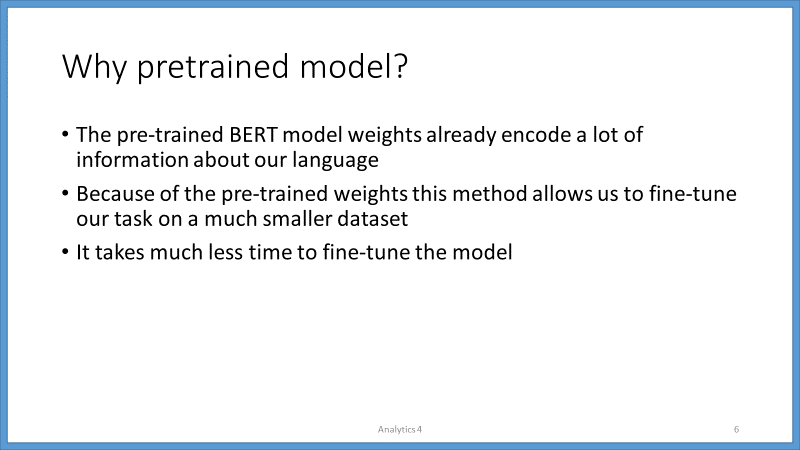 Why pretrained model?
• The pre-trained BERT model weights already encode a lot of
information about our language
• Because of the pre-trained weights this method allows us to fine-tune
our task on a much smaller dataset
• It takes much less time to fine-tune the model
Analytics 4
6